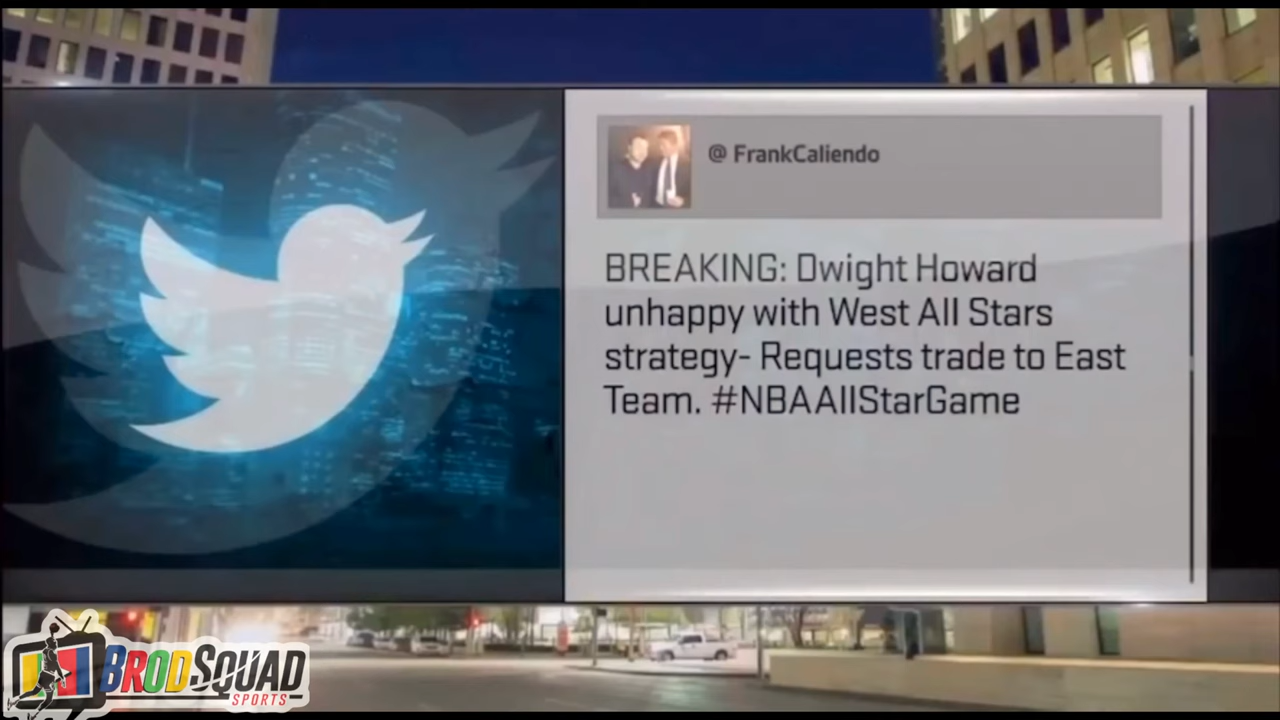 @ FrankCaliendo
BREAKING: Dwight Howard
unhappy with West All Stars
strategy- Requests trade to East
Team. #NBAAllStarGame
BRODSQUAD
SPORTS